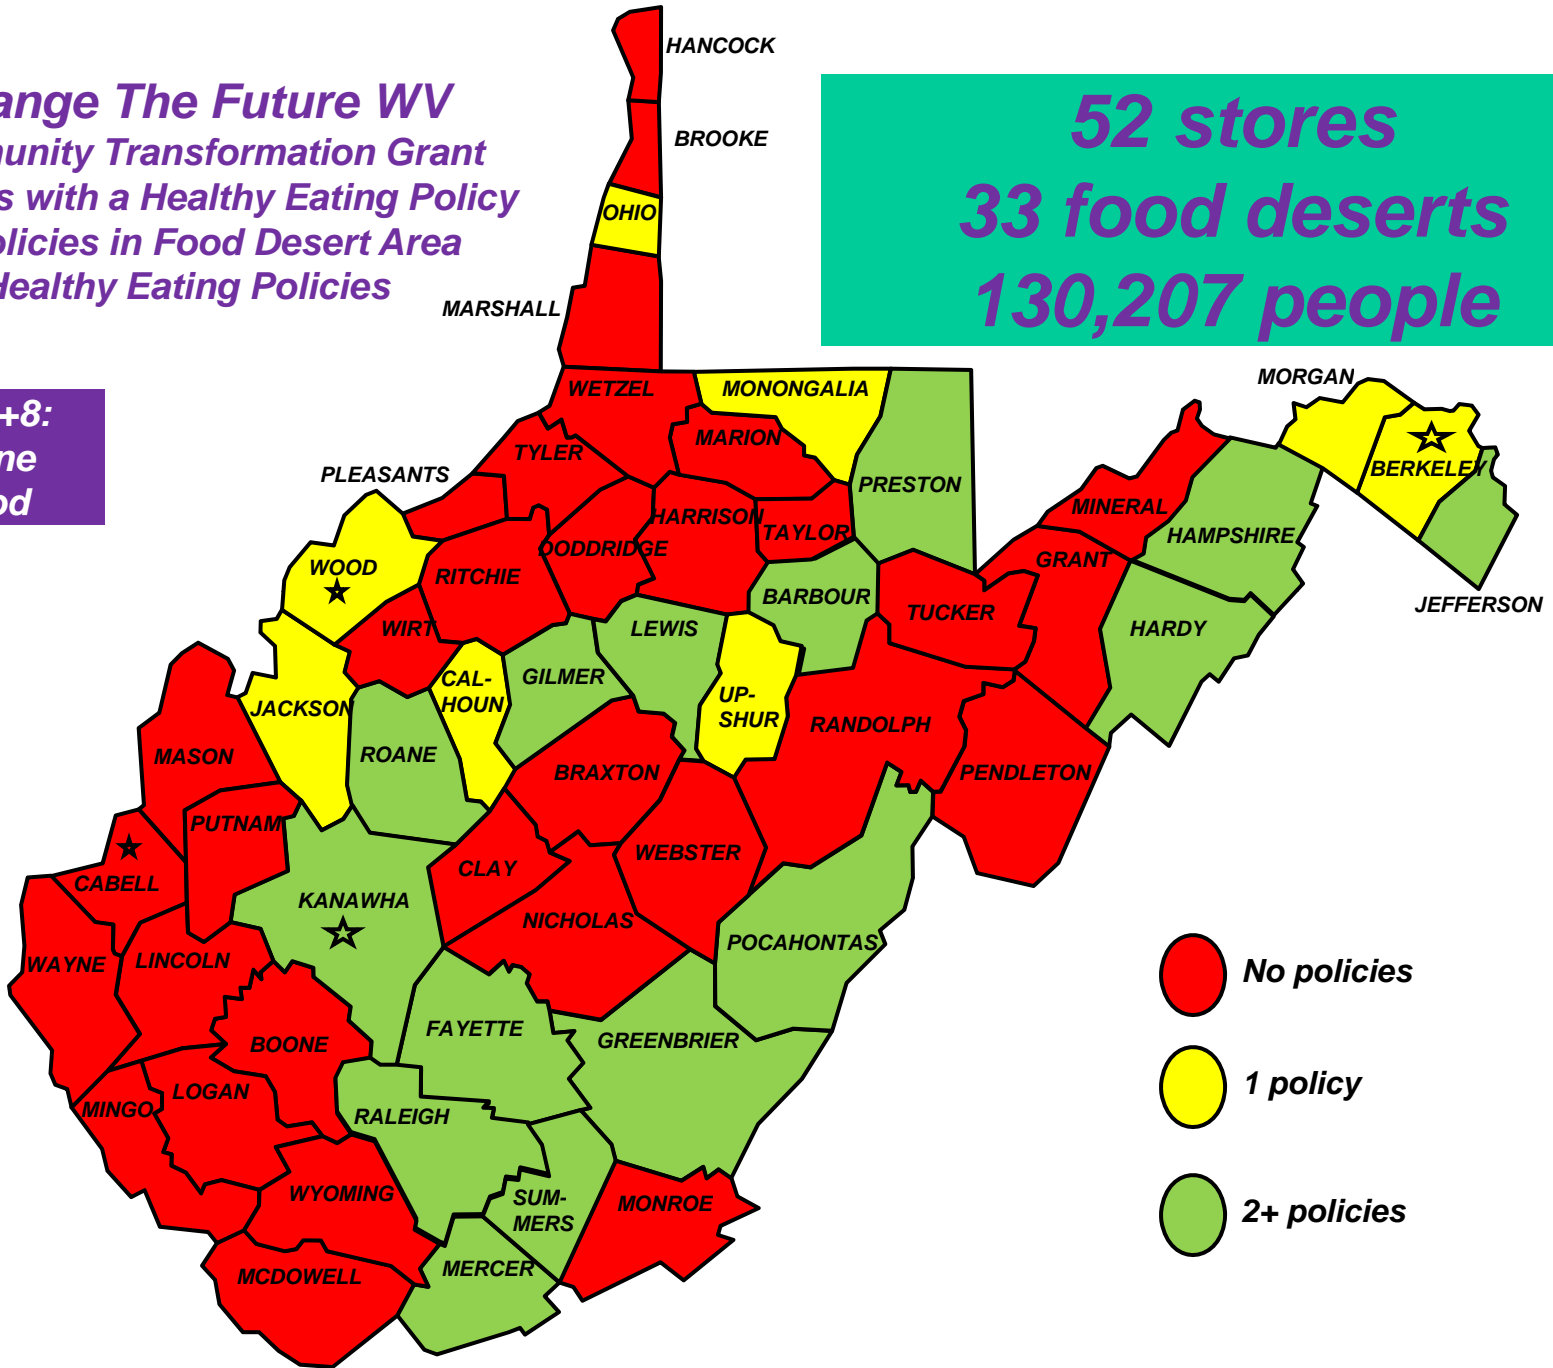 ange The Future WV
unity Transformation Grant
s with a Healthy Eating Policy
olicies in Food Desert Area
Healthy Eating Policies
52 stores
33 food deserts
130,207 people
+8:
ne
od
HANCOCK
BROOKE
OHIO
MARSHALL
WETZEL
MONONGALIA
MORGAN
MARION
TYLER
PLEASANTS
PRESTON
BERKELEY
MINERAL
HARRISON
TAYLOR
HAMPSHIRE
DODDRIDGE
GRANT
WOOD
RITCHIE
BARBOUR
TUCKER
JEFFERSON
WIRT
LEWIS
HARDY
GILMER
CAL-
HOUN
UP-
SHUR
JACKSON
RANDOLPH
MASON
ROANE
BRAXTON
PENDLETON
PUTNAM
WEBSTER
CLAY
CABELL
KANAWHA
NICHOLAS
POCAHONTAS
WAYNE
LINCOLN
No policies
FAYETTE
GREENBRIER
BOONE
1 policy
LOGAN
MINGO
RALEIGH
WYOMING
SUM-
MERS
MONROE
2+ policies
MCDOWELL
MERCER